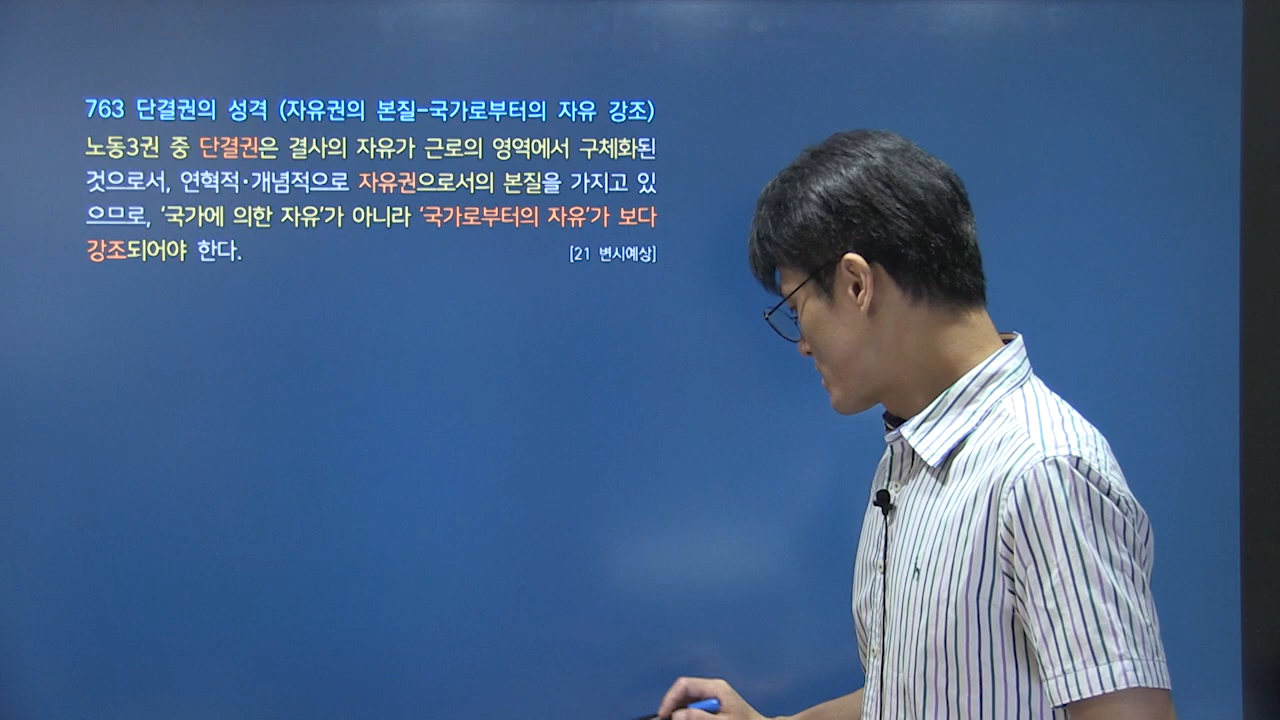 763 단결권의 성격 (자유권의 본질-국가로부터의 자유 강조)
노동3권 중 단결권은 결사의 자유가 근로의 영역에서 구체화된
것으로서, 연혁적·개념적으로 자유권으로서의 본질을 가지고 있
으므로, ‘국가에 의한 자유’가 아니라 ‘국가로부터의 자유’가 보다
강조되어야 한다.
[21 변시예상]